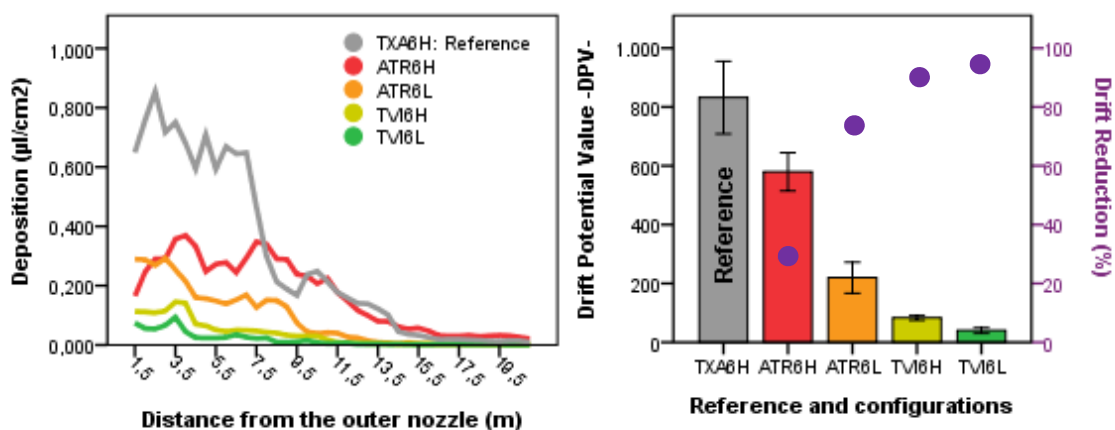 Deposition (µl/cm2)
1,000
0,800
0,600
0,400
0,200
0,000
TXA6H: Reference
ATR6H
ATR6L
TVI6H
TVI6L
1,5
3,5
5,5
7,5
9,5
11,5
13,5
15,5
17,5
19,5
Distance from the outer nozzle (m)
Drift Potential Value -DPV-
1.000
800
600
400
200
0
Reference
100
80
60
40
20
0
Drift Reduction (%)
TXA6H
ATR6H
ATR6L
TVI6H
TVI6L
Reference and configurations